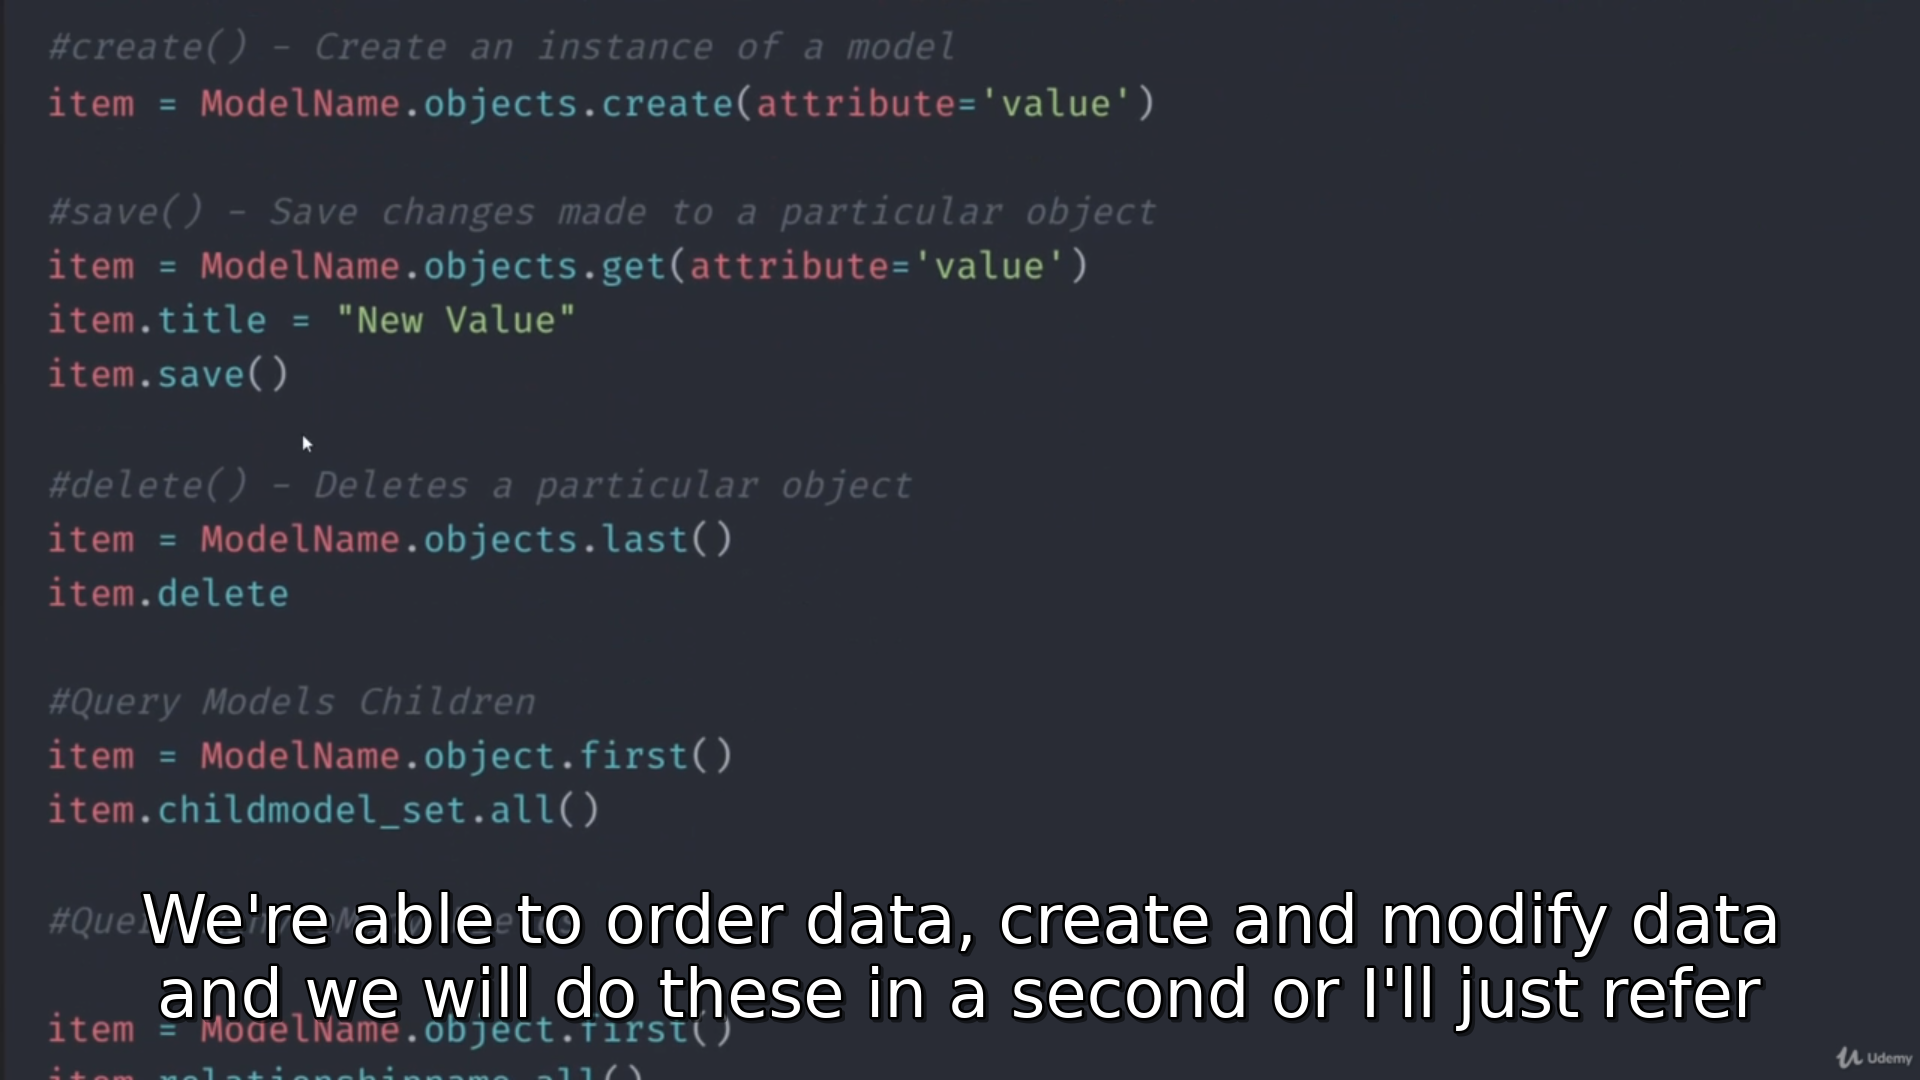 #create() – Create an instance of a model
item = ModelName.objects.create(attribute='value')
#save() – Save changes made to a particular object
item = ModelName.objects.get(attribute='value')
item.title = "New Value"
item.save()
#delete() – Deletes a particular object
item = ModelName.objects.last()
item.delete
#Query Models Children
item = ModelName.object.first()
item.childmodel_set.all()
We're able to order data, create and modify data
and we will do these in a second or I'll just refer
item = ModelName.object.first()
item.relationshipname.all()
Udemy